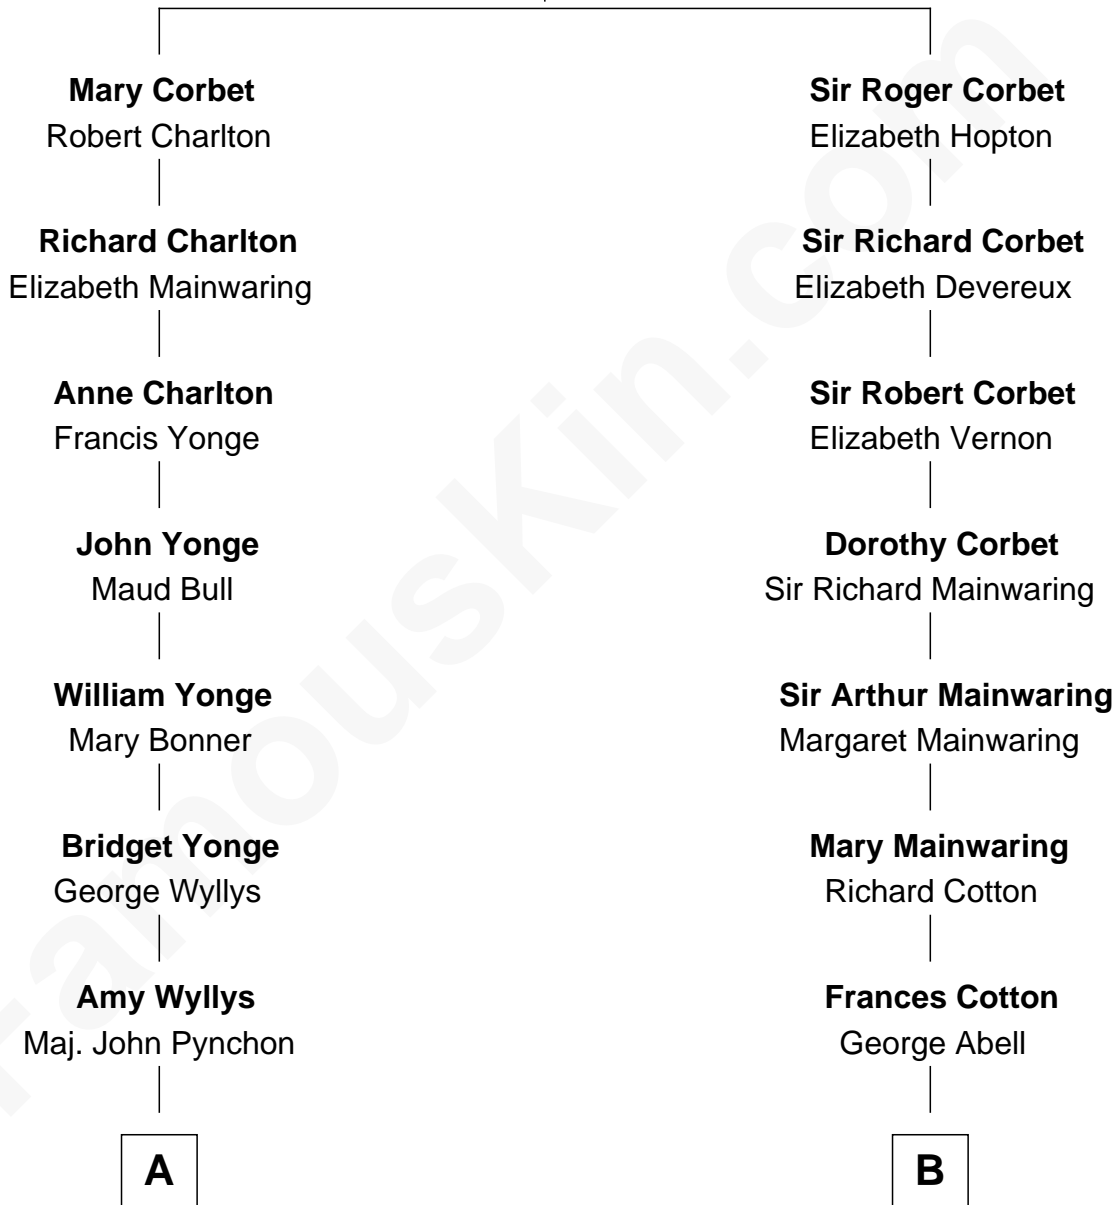 Mary Corbet
Robert Charlton
Richard Charlton
Elizabeth Mainwaring
Anne Charlton
Francis Yonge
John Yonge
Maud Bull
William Yonge
Mary Bonner
Bridget Yonge
George Wyllys
Amy Wyllys
Maj. John Pynchon
A
Sir Roger Corbet
Elizabeth Hopton
Sir Richard Corbet
Elizabeth Devereux
Sir Robert Corbet
Elizabeth Vernon
Dorothy Corbet
Sir Richard Mainwaring
Sir Arthur Mainwaring
Margaret Mainwaring
Mary Mainwaring
Richard Cotton
Frances Cotton
George Abell
B
FamousKin.com